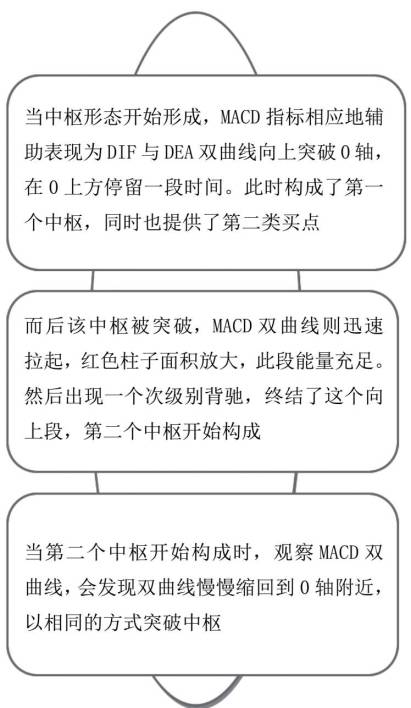 当中枢形态开始形成，MACD 指标相应地辅
助表现为 DIF 与 DEA 双曲线向上突破 0 轴，
在 0 上方停留一段时间。此时构成了第一
个中枢，同时也提供了第二类买点
而后该中枢被突破，MACD 双曲线则迅速
拉起，红色柱子面积放大，此段能量充足。
然后出现一个次级别背驰，终结了这个向
上段，第二个中枢开始构成
当第二个中枢开始构成时，观察 MACD 双
曲线，会发现双曲线慢慢缩回到 0 轴附近，
以相同的方式突破中枢